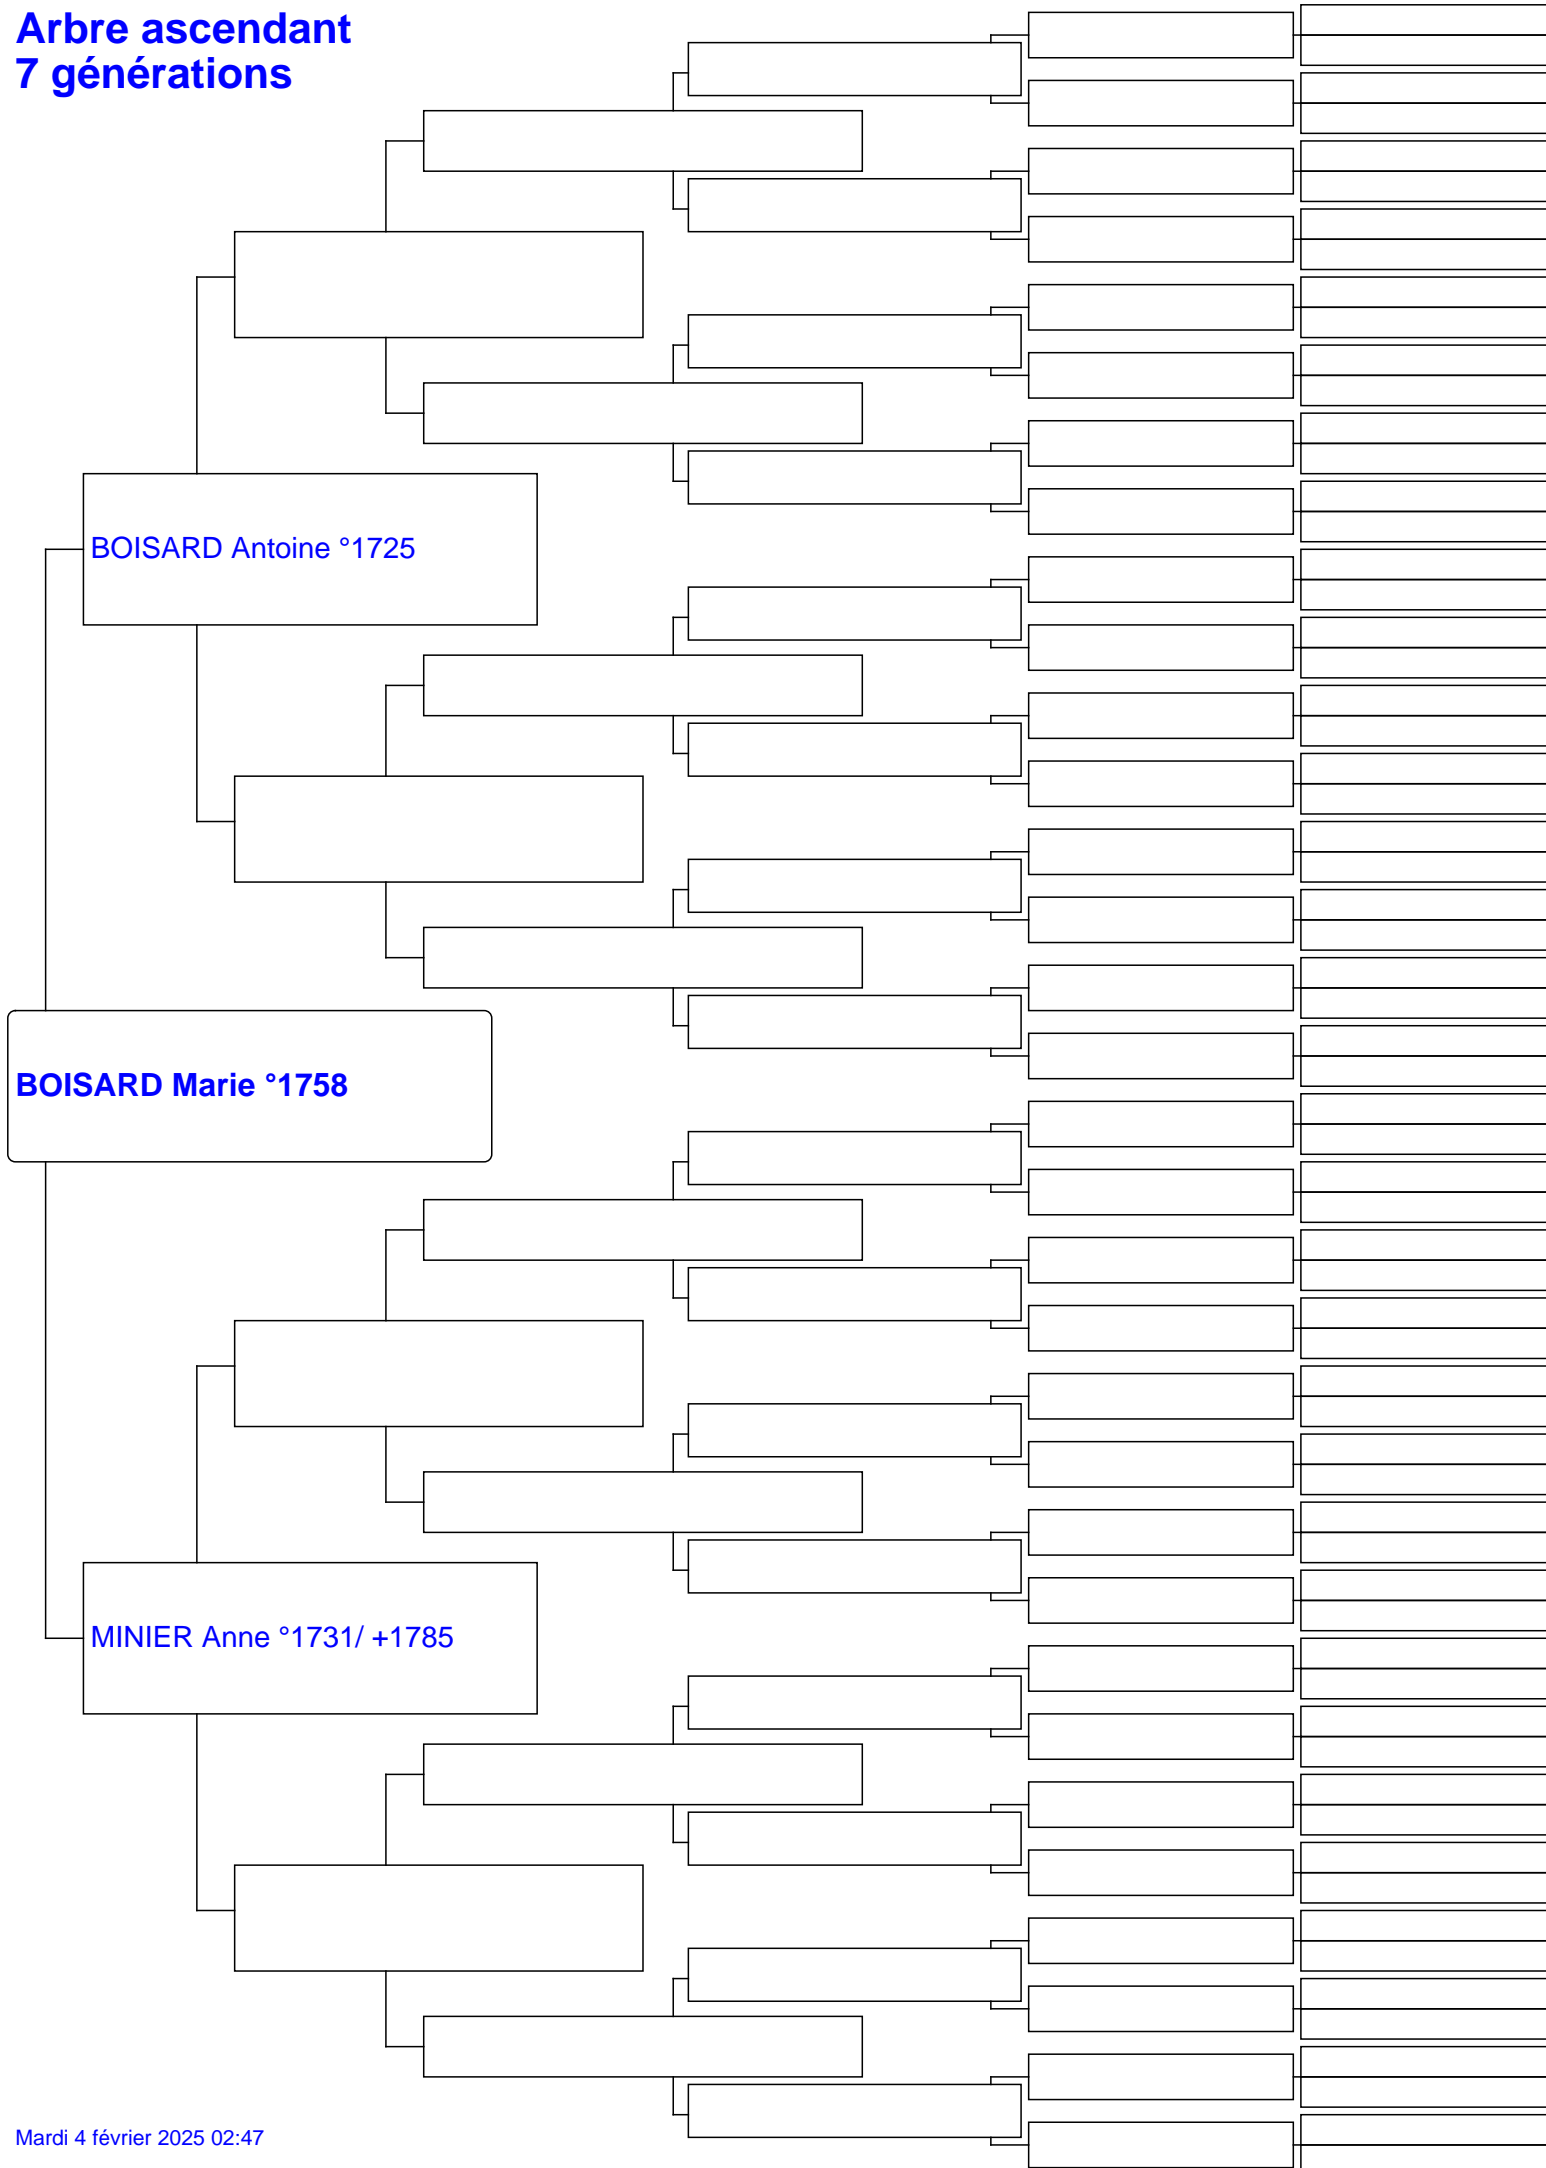 Arbre ascendant
7 générations
BOISARD Antoine °1725
BOISARD Marie °1758
MINIER Anne °1731/ +1785
Mardi 4 février 2025 02:47